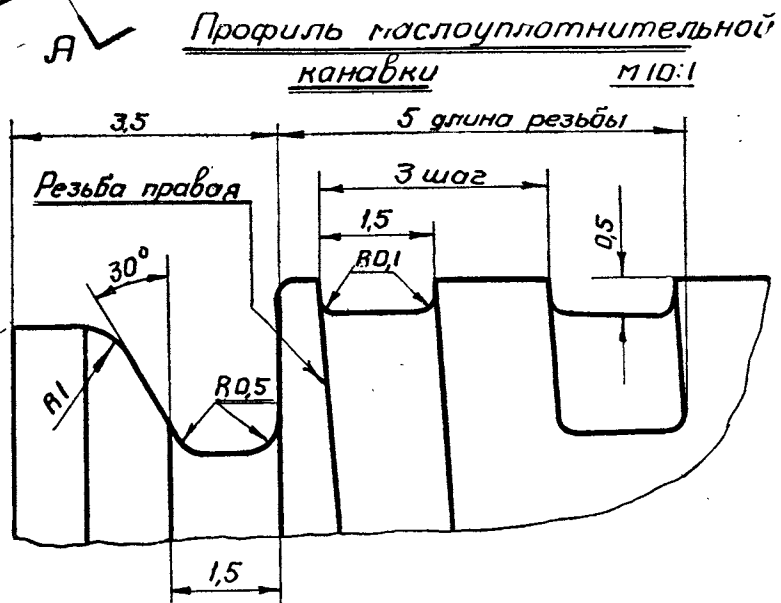 А
Профиль маслоуплотнительной
канавки М 10:1
3,5
5 длина резьбы
Резьба правая
3 шаг
1,5
0,5
30°
R0,1
R1
R0,5
1,5